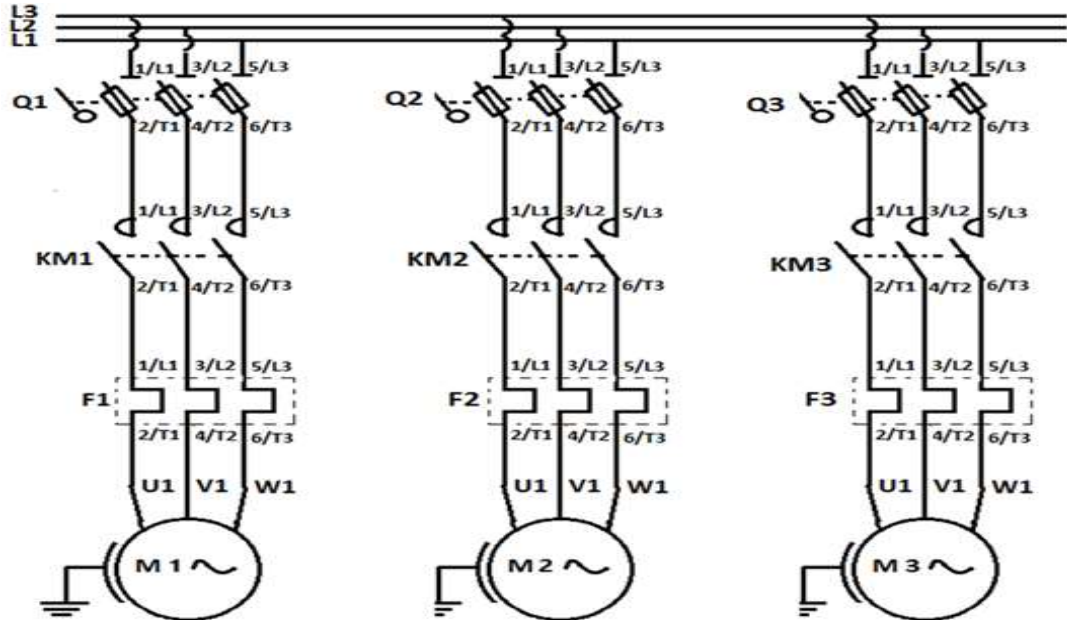 L3
L2
L1
1/L1 3/L2 5/L3 1/L1 3/L2 5/L3 1/L1 3/L2 5/L3
Q1 Q2 Q3
2/T1 4/T2 6/T3 2/T1 4/T2 6/T3 2/T1 4/T2 6/T3
1/L1 3/L2 5/L3 1/L1 3/L2 5/L3 1/L1 3/L2 5/L3
KM1 KM2 KM3
2/T1 4/T2 6/T3 2/T1 4/T2 6/T3 2/T1 4/T2 6/T3
1/L1 3/L2 5/L3 1/L1 3/L2 5/L3 1/L1 3/L2 5/L3
F1 F2 F3
2/T1 4/T2 6/T3 2/T1 4/T2 6/T3 2/T1 4/T2 6/T3
U1 V1 W1 U1 V1 W1 U1 V1 W1
M 1 M 2 M 3